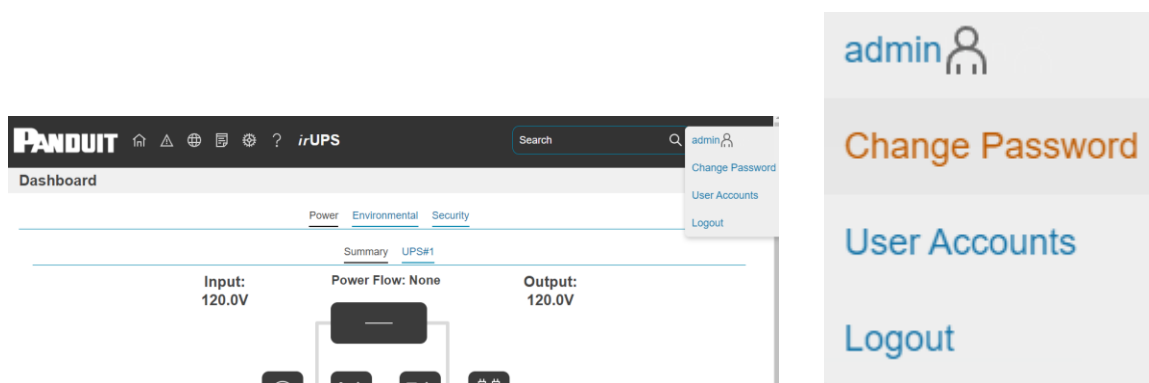 PANDUIT ? irUPS Search admin
Change Password
User Accounts
Logout
Dashboard
Power Environmental Security
Summary UPS#1
Input: Power Flow: None Output:
120.0V 120.0V
admin
Change Password
User Accounts
Logout